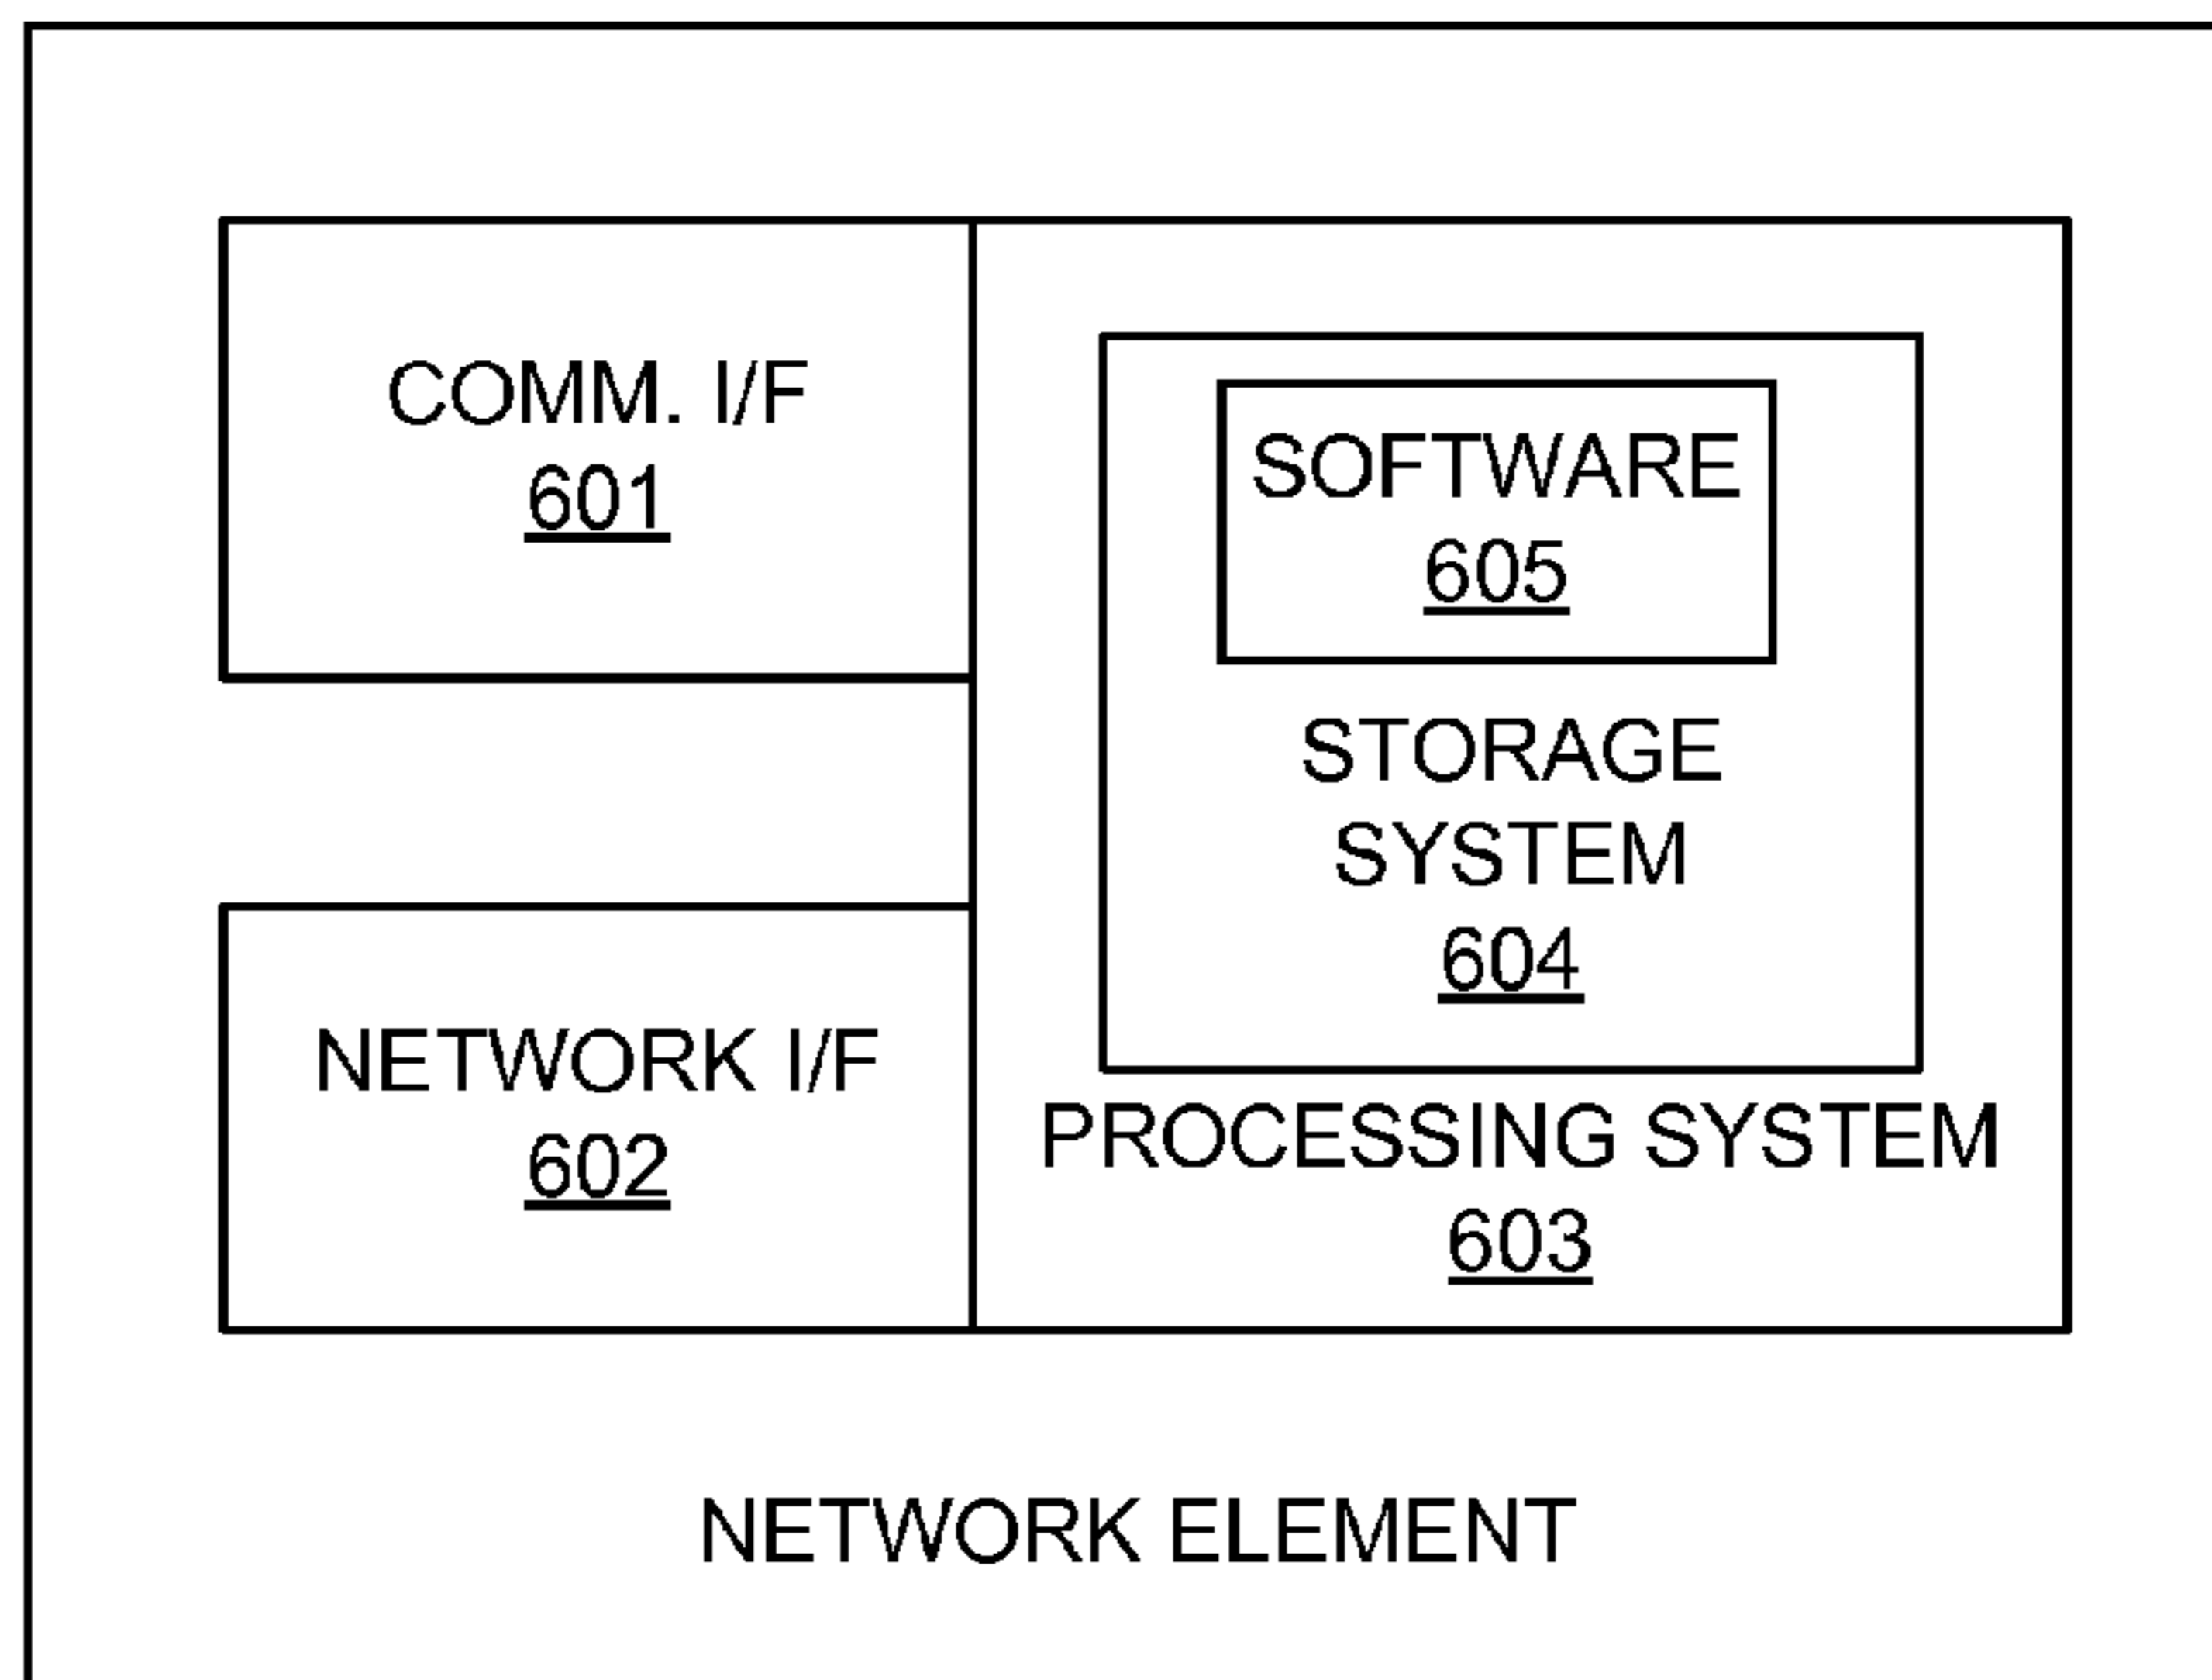 COMM. I/F
601
NETWORK I/F
602
SOFTWARE
605
STORAGE
SYSTEM
604
PROCESSING SYSTEM
603
NETWORK ELEMENT